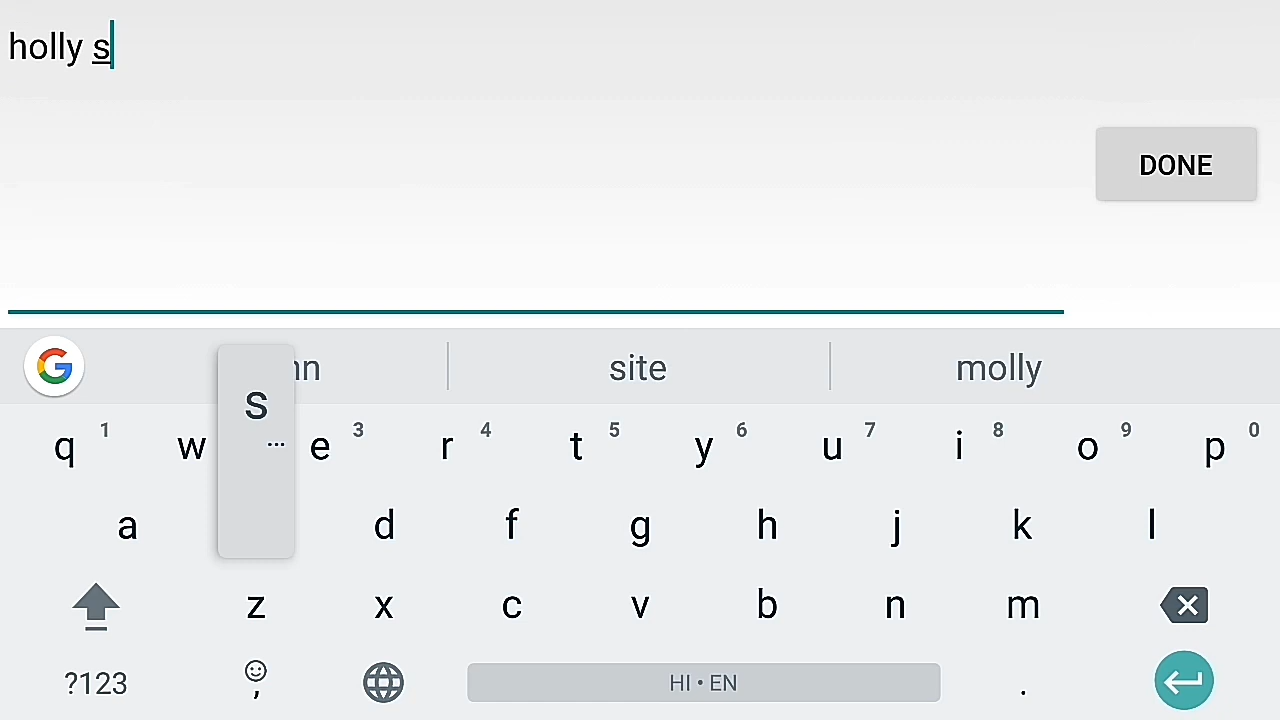 holly s
DONE
site molly
s
q 1 w e 3 r 4 t 5 y 6 u 7 i 8 o 9 p 0
a d f g h j k l
z x c v b n m
?123 , HI • EN .